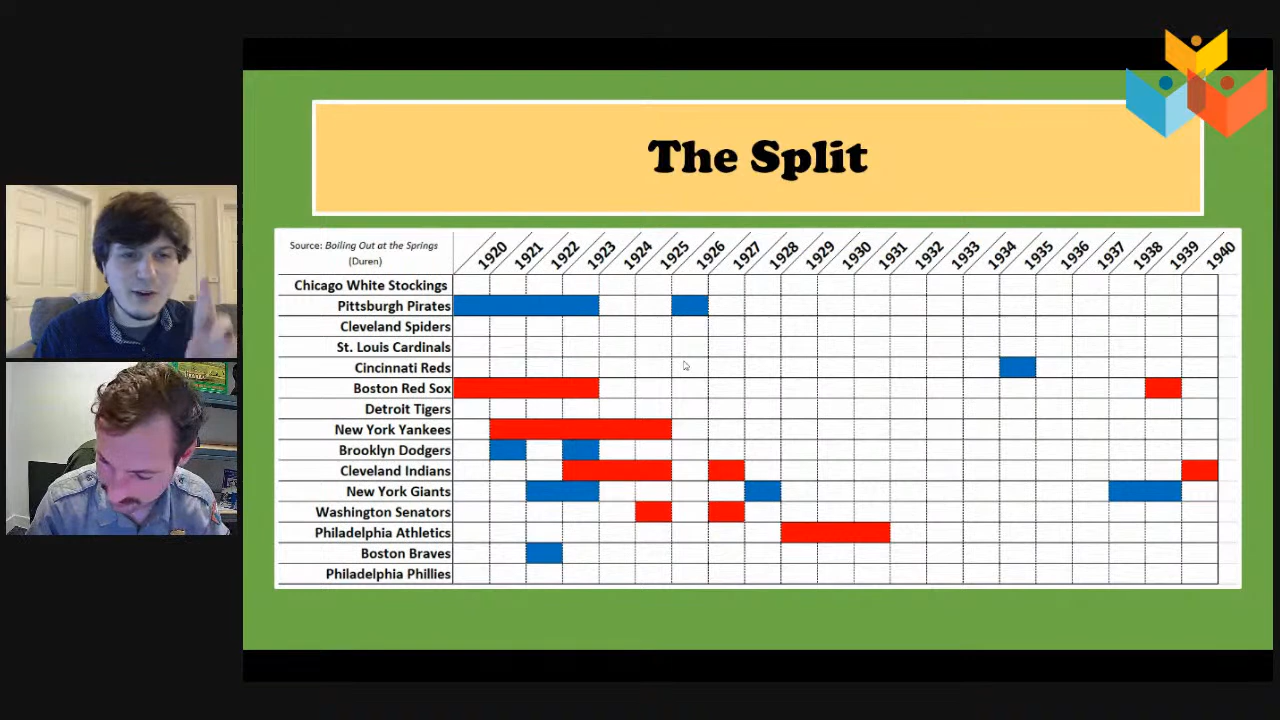 The Split
Source: Boiling Out at the Springs
(Duren)
1920 1921 1922 1923 1924 1925 1926 1927 1928 1929 1930 1931 1932 1933 1934 1935 1936 1937 1938 1939 1940
Chicago White Stockings
Pittsburgh Pirates
Cleveland Spiders
St. Louis Cardinals
Cincinnati Reds
Boston Red Sox
Detroit Tigers
New York Yankees
Brooklyn Dodgers
Cleveland Indians
New York Giants
Washington Senators
Philadelphia Athletics
Boston Braves
Philadelphia Phillies